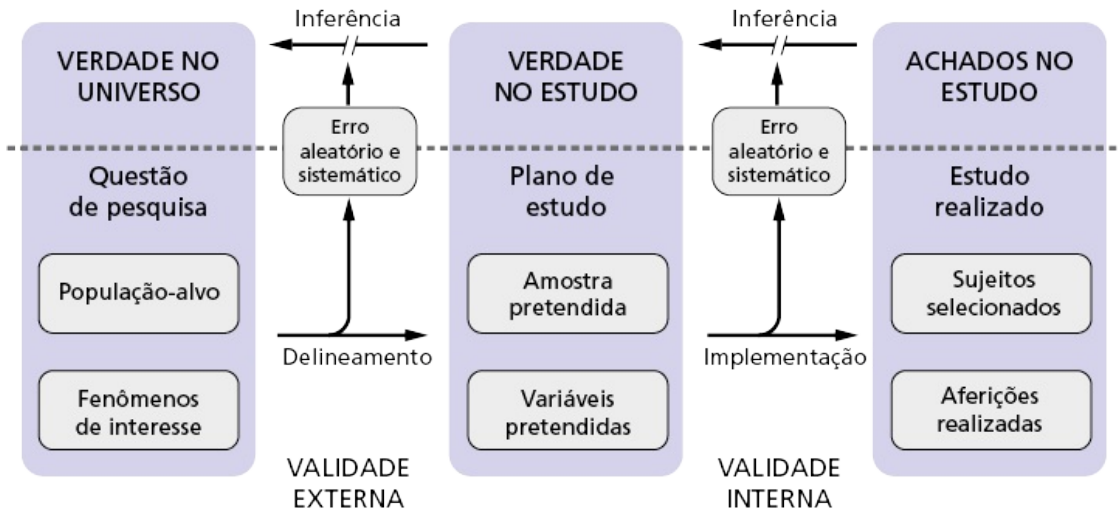 Inferência
Inferência
VERDADE NO
UNIVERSO
VERDADE
NO ESTUDO
ACHADOS NO
ESTUDO
Erro
aleatório e
sistemático
Erro
aleatório e
sistemático
Questão
de pesquisa
Plano de
estudo
Estudo
realizado
População-alvo
Amostra
pretendida
Sujeitos
selecionados
Delineamento
Implementação
Fenômenos
de interesse
Variáveis
pretendidas
Aferições
realizadas
VALIDADE
EXTERNA
VALIDADE
INTERNA